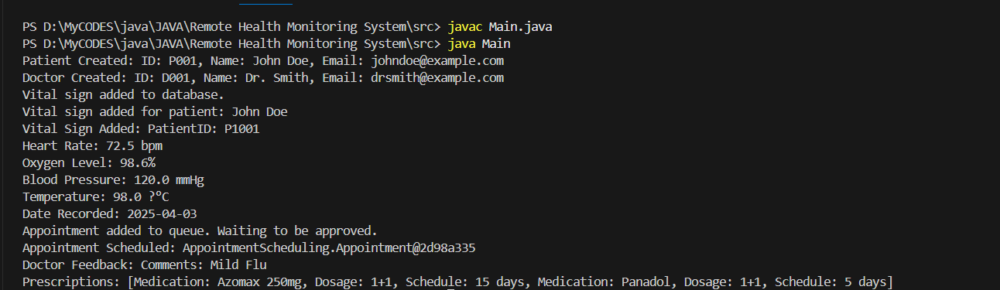 PS D:\MyCODES\java\JAVA\Remote Health Monitoring System\src> javac Main.java
PS D:\MyCODES\java\JAVA\Remote Health Monitoring System\src> java Main
Patient Created: ID: P001, Name: John Doe, Email: johndoe@example.com
Doctor Created: ID: D001, Name: Dr. Smith, Email: drsmith@example.com
Vital sign added to database.
Vital sign added for patient: John Doe
Vital Sign Added: PatientID: P1001
Heart Rate: 72.5 bpm
Oxygen Level: 98.6%
Blood Pressure: 120.0 mmHg
Temperature: 98.0 ?°C
Date Recorded: 2025-04-03
Appointment added to queue. Waiting to be approved.
Appointment Scheduled: AppointmentScheduling.Appointment@2d98a335
Doctor Feedback: Comments: Mild Flu
Prescriptions: [Medication: Azomax 250mg, Dosage: 1+1, Schedule: 15 days, Medication: Panadol, Dosage: 1+1, Schedule: 5 days]